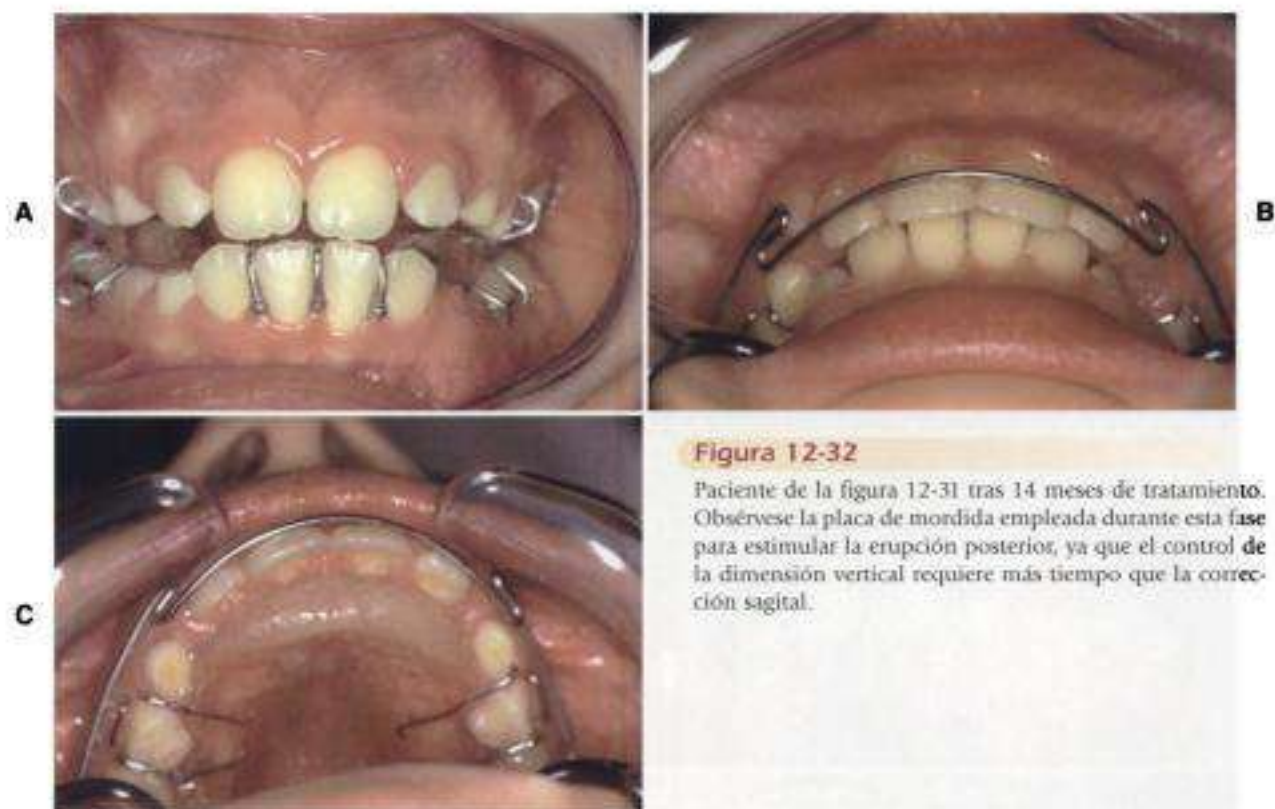 A
B
C
Figura 12-32
Paciente de la figura 12-31 tras 14 meses de tratamiento.
Obsérvese la placa de mordida empleada durante esta fase
para estimular la erupción posterior, ya que el control de
la dimensión vertical requiere más tiempo que la correc-
ción sagital.